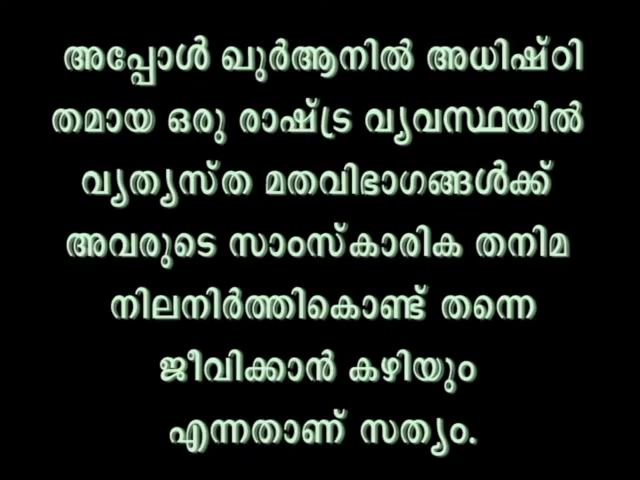 അപ്പോൾ ഖുർആനിൽ അധിഷ്ഠി
തമായ ഒരു രാഷ്ട്ര വ്യവസ്ഥയിൽ
വ്യത്യസ്ത മതവിഭാഗങ്ങൾക്ക്
അവരുടെ സാംസ്കാരിക തനിമ
നിലനിർത്തികൊണ്ട് തന്നെ
ജീവിക്കാൻ കഴിയും
എന്നതാണ് സത്യം.